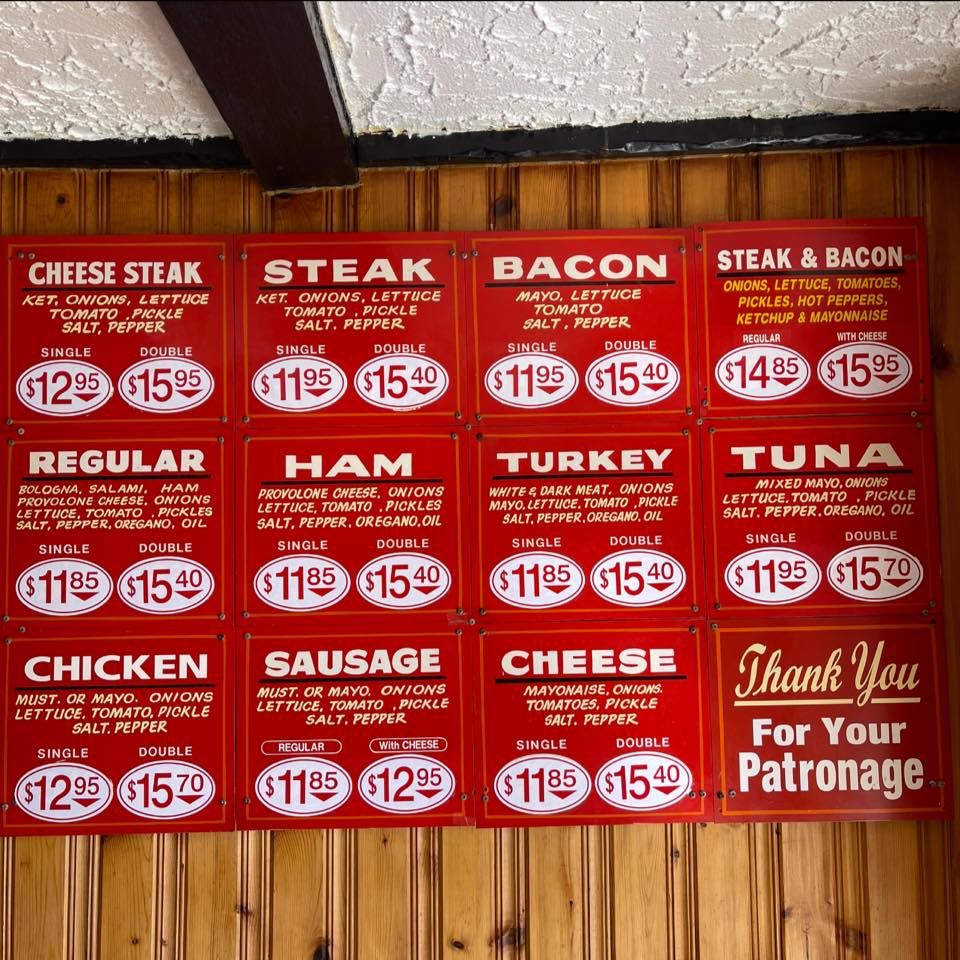 CHEESE STEAK
KET. ONIONS, LETTUCE
TOMATO ,PICKLE
SALT, PEPPER
SINGLE DOUBLE
$12.95 $15.95
STEAK
KET. ONIONS, LETTUCE
TOMATO ,PICKLE
SALT. PEPPER
SINGLE DOUBLE
$11.95 $15.40
BACON
MAYO, LETTUCE
TOMATO
SALT , PEPPER
SINGLE DOUBLE
$11.95 $15.40
STEAK & BACON
ONIONS, LETTUCE, TOMATOES,
PICKLES, HOT PEPPERS,
KETCHUP & MAYONNAISE
REGULAR WITH CHEESE
$14.85 $15.95
REGULAR
BOLOGNA, SALAMI, HAM
PROVOLONE CHEESE, ONIONS
LETTUCE, TOMATO , PICKLES
SALT, PEPPER, OREGANO, OIL
SINGLE DOUBLE
$11.85 $15.40
HAM
PROVOLONE CHEESE, ONIONS
LETTUCE, TOMATO , PICKLES
SALT, PEPPER. OREGANO, OIL
SINGLE DOUBLE
$11.85 $15.40
TURKEY
WHITE & DARK MEAT, ONIONS
MAYO. LETTUCE, TOMATO ,PICKLE
SALT, PEPPER, OREGANO, OIL
SINGLE DOUBLE
$11.85 $15.40
TUNA
MIXED MAYO, ONIONS
LETTUCE, TOMATO , PICKLE
SALT. PEPPER. OREGANO, OIL
SINGLE DOUBLE
$11.95 $15.70
CHICKEN
MUST. OR MAYO. ONIONS
LETTUCE, TOMATO, PICKLE
SALT. PEPPER
SINGLE DOUBLE
$12.95 $15.70
SAUSAGE
MUST. OR MAYO, ONIONS
LETTUCE, TOMATO ,PICKLE
SALT. PEPPER
REGULAR With CHEESE
$11.85 $12.95
CHEESE
MAYONAISE, ONIONS.
TOMATOES, PICKLE
SALT. PEPPER
SINGLE DOUBLE
$11.85 $15.40
Thank You
For Your
Patronage